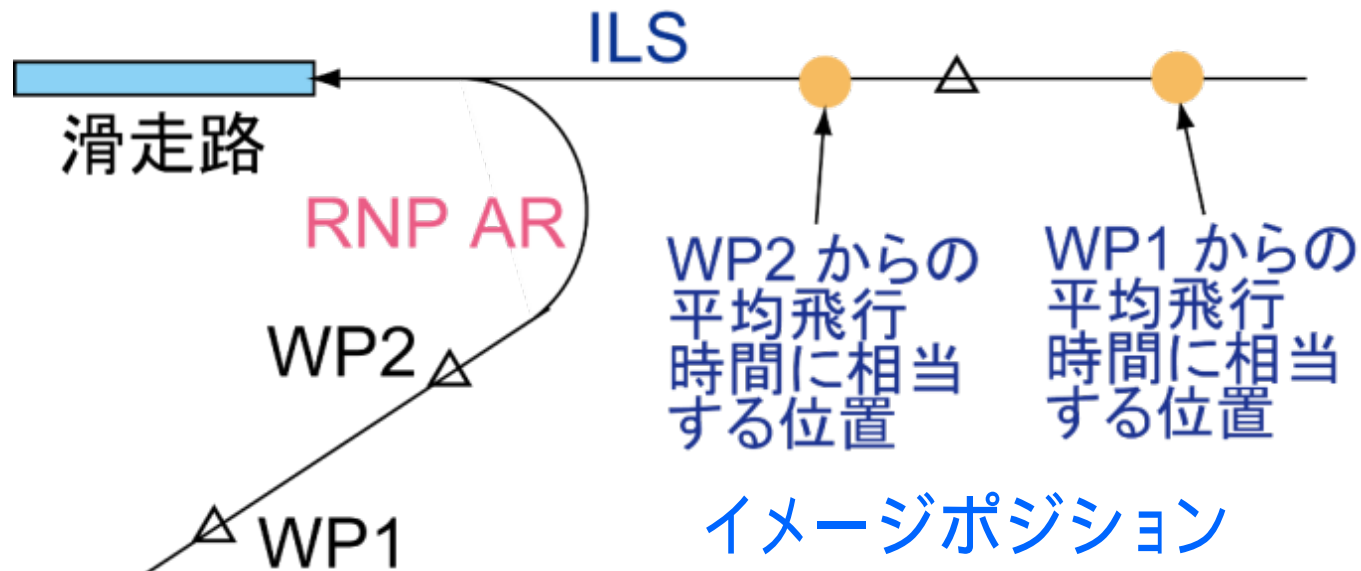 ILS
滑走路
RNP AR
WP2
WP1
WP2 からの
平均飛行
時間に相当
する位置
WP1 からの
平均飛行
時間に相当
する位置
イメージポジション